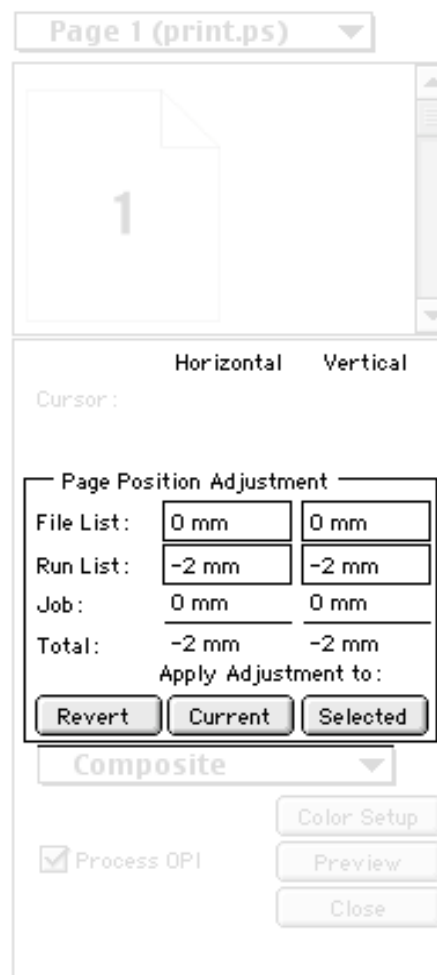 Page 1 (print.ps)
1
Horizontal Vertical
Cursor:
Page Position Adjustment
File List: 0 mm 0 mm
Run List: -2 mm -2 mm
Job: 0 mm 0 mm
Total: -2 mm -2 mm
Apply Adjustment to:
Revert Current Selected
Composite
Color Setup
Process OPI Preview
Close